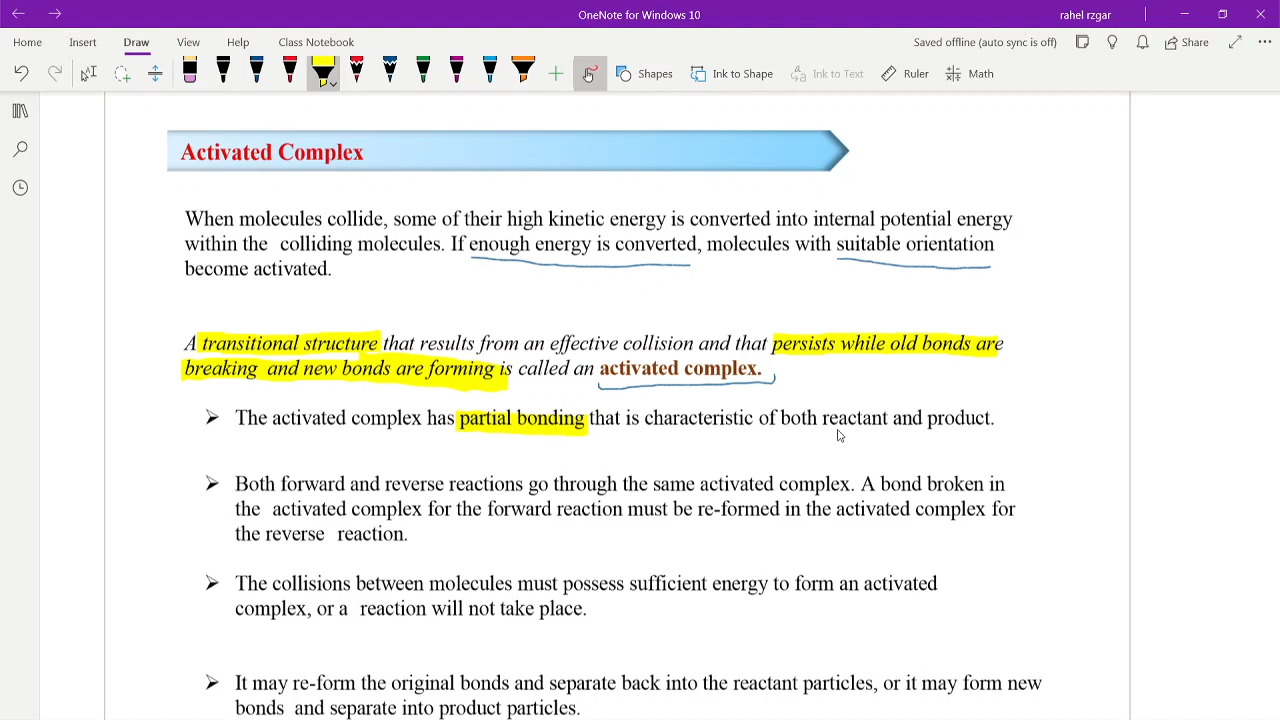 OneNote for Windows 10
rahel rzgar
Home Insert Draw View Help Class Notebook
Saved offline (auto sync is off) Share
Shapes Ink to Shape Ink to Text Ruler Math
Activated Complex
When molecules collide, some of their high kinetic energy is converted into internal potential energy
within the colliding molecules. If enough energy is converted, molecules with suitable orientation
become activated.
A transitional structure that results from an effective collision and that persists while old bonds are
breaking and new bonds are forming is called an activated complex.
➢ The activated complex has partial bonding that is characteristic of both reactant and product.
➢ Both forward and reverse reactions go through the same activated complex. A bond broken in
the activated complex for the forward reaction must be re-formed in the activated complex for
the reverse reaction.
➢ The collisions between molecules must possess sufficient energy to form an activated
complex, or a reaction will not take place.
➢ It may re-form the original bonds and separate back into the reactant particles, or it may form new
bonds and separate into product particles.